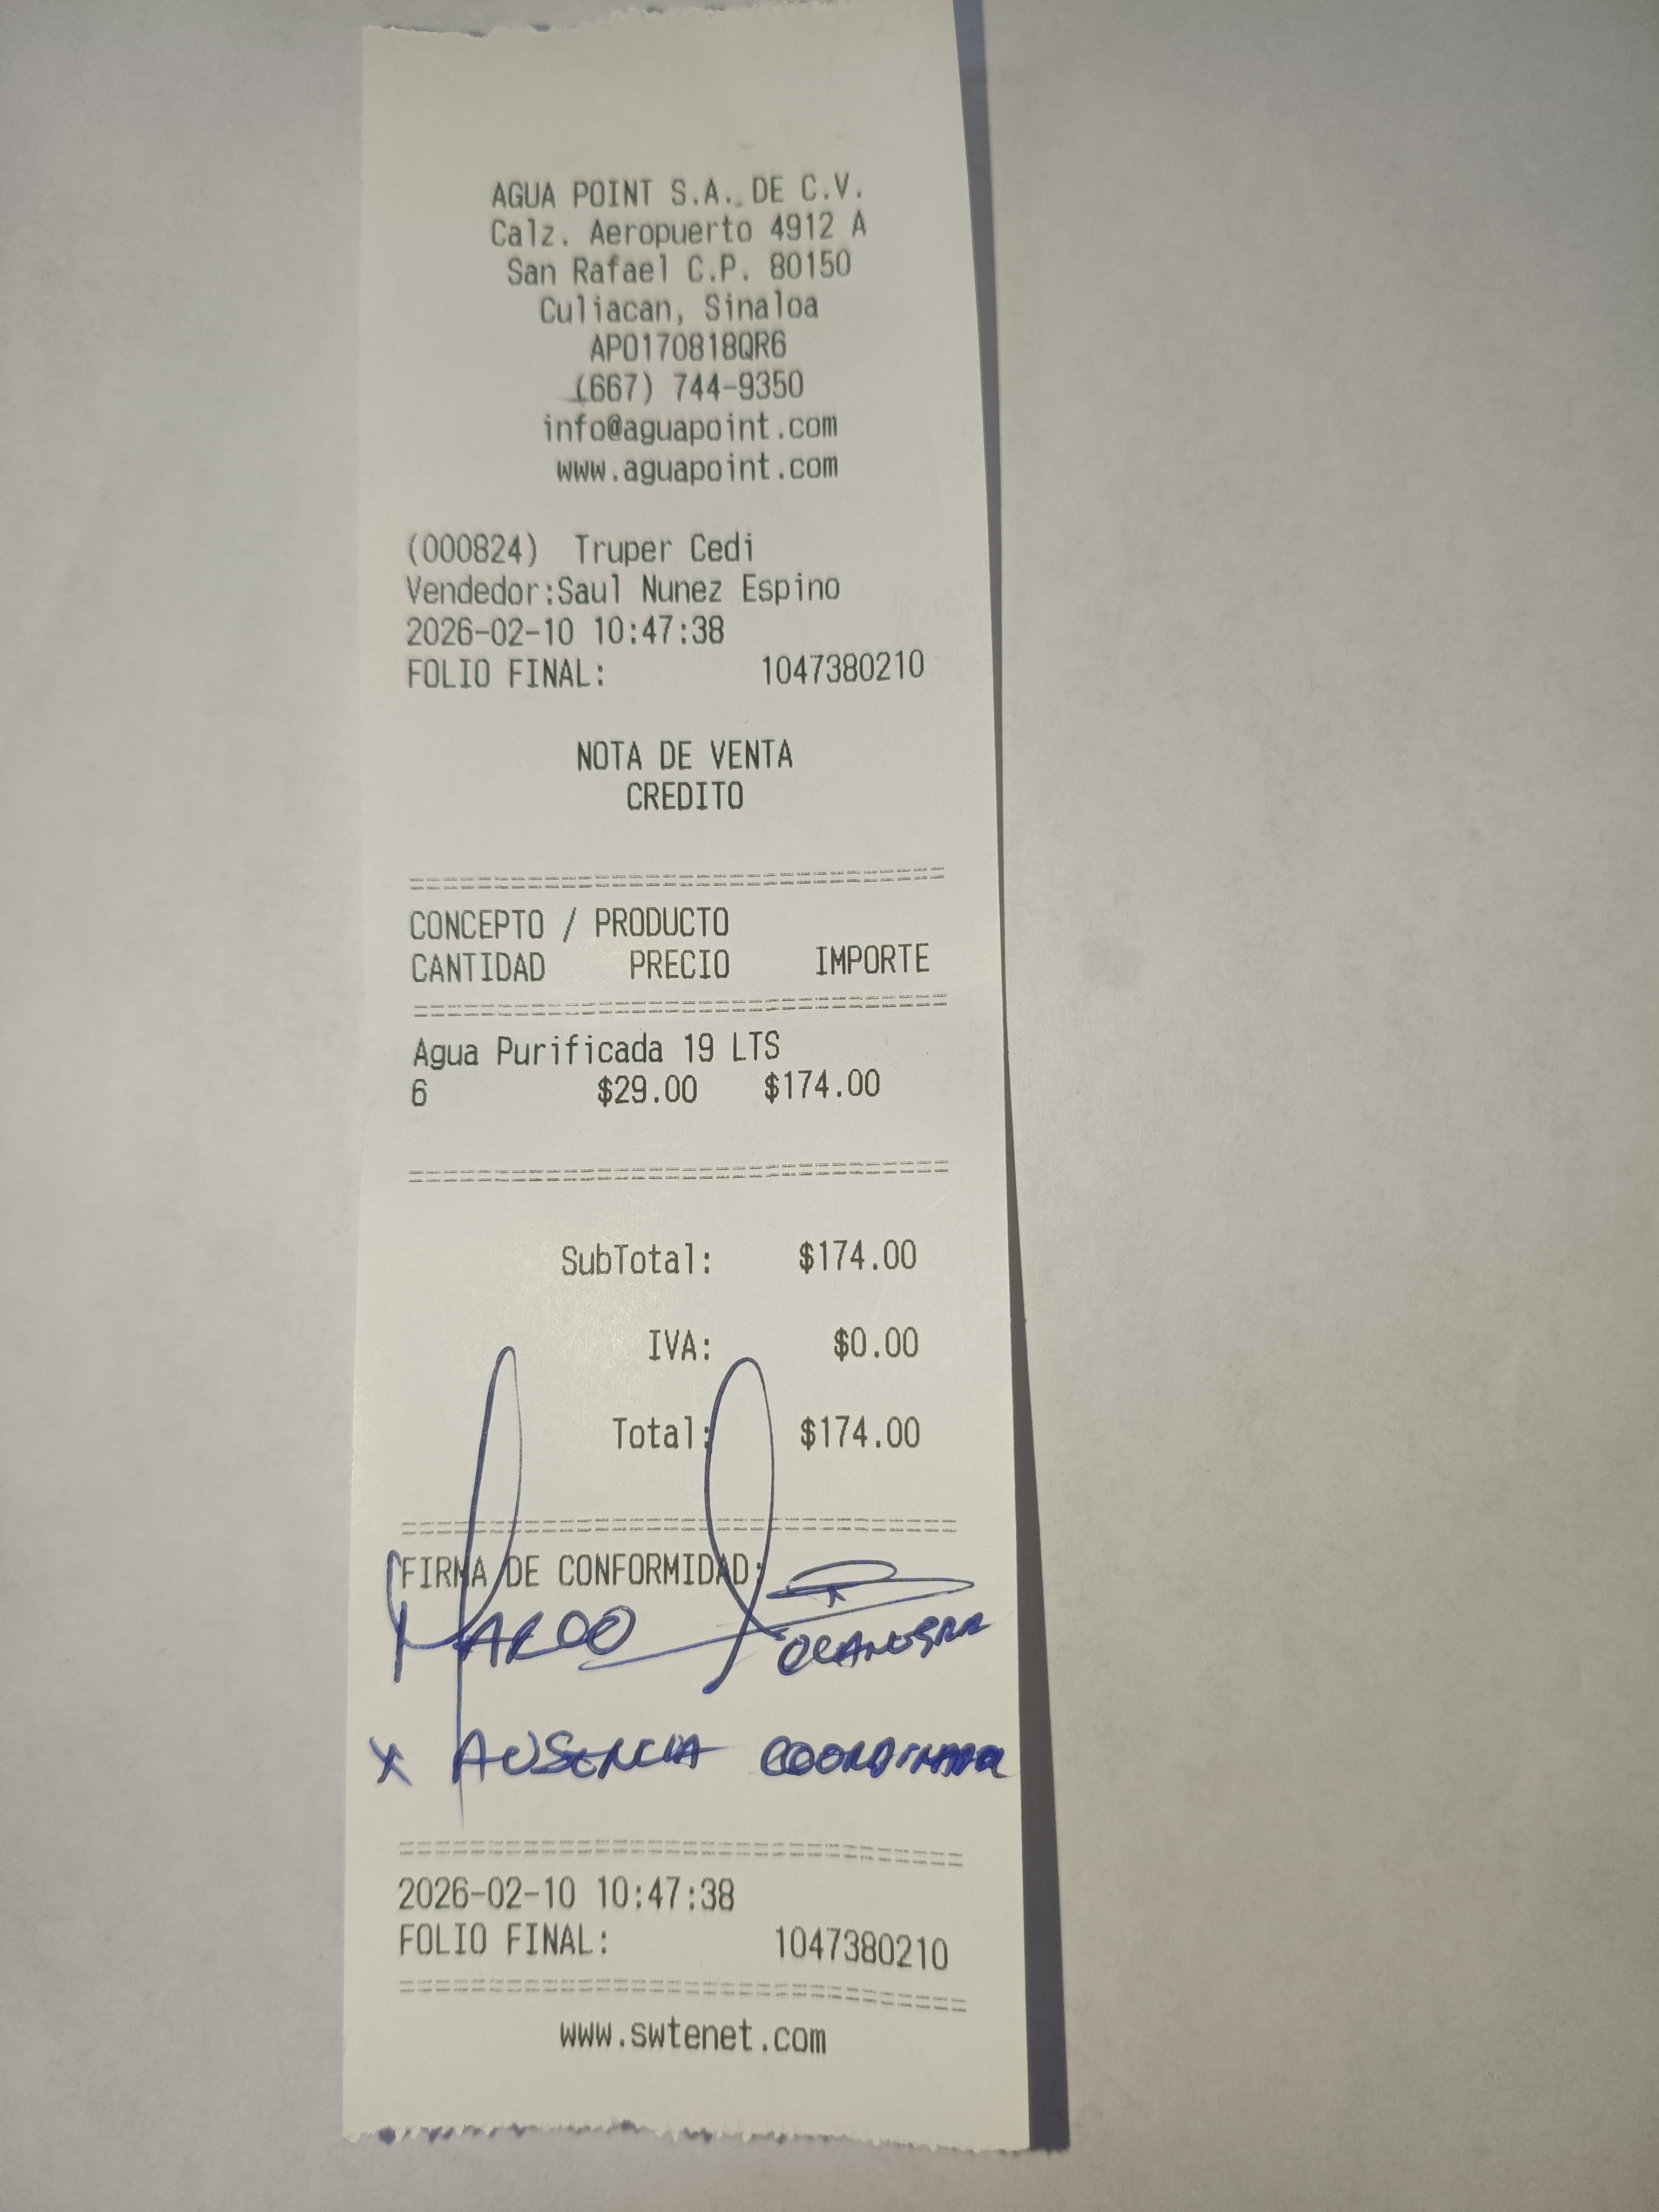 AGUA POINT S.A. DE C.V.
Calz. Aeropuerto 4912 A
San Rafael C.P. 80150
Culiacan, Sinaloa
APO170818QR6
(667) 744-9350
info@aguapoint.com
www.aguapoint.com
(000824) Truper Cedi
Vendedor:Saul Nunez Espino
2026-02-10 10:47:38
FOLIO FINAL: 1047380210
NOTA DE VENTA
CREDITO
CONCEPTO / PRODUCTO
CANTIDAD PRECIO IMPORTE
Agua Purificada 19 LTS
6 $29.00 $174.00
SubTotal: $174.00
IVA: $0.00
Total: $174.00
FIRMA DE CONFORMIDAD:
X AUSENCIA
2026-02-10 10:47:38
FOLIO FINAL: 1047380210
www.swtenet.com